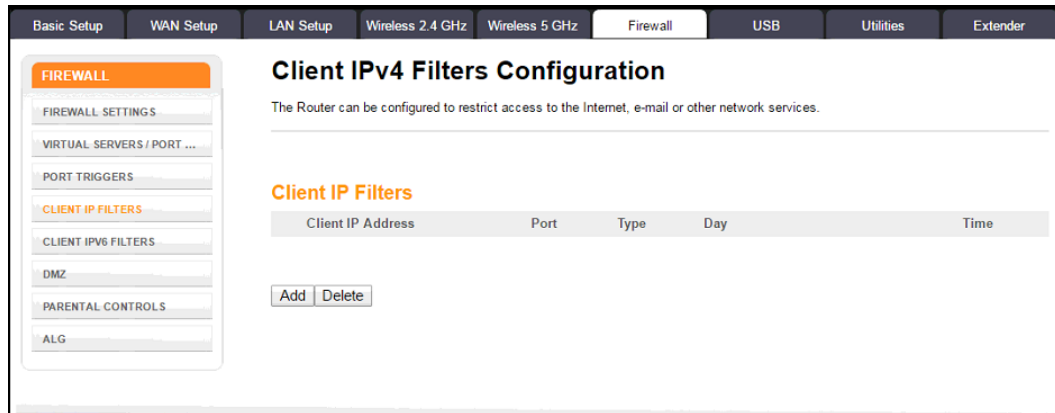 Basic Setup WAN Setup LAN Setup Wireless 2.4 GHz Wireless 5 GHz Firewall USB Utilities Extender
FIREWALL
FIREWALL SETTINGS
VIRTUAL SERVERS / PORT ...
PORT TRIGGERS
CLIENT IP FILTERS
CLIENT IPV6 FILTERS
DMZ
PARENTAL CONTROLS
ALG
Client IPv4 Filters Configuration
The Router can be configured to restrict access to the Internet, e-mail or other network services.
Client IP Filters
Client IP Address Port Type Day Time
Add Delete